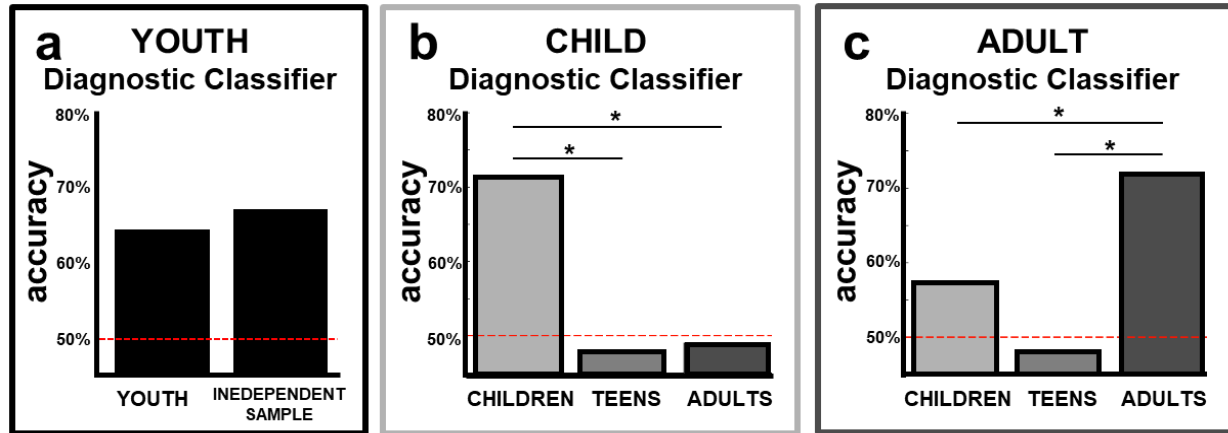 a
YOUTH
Diagnostic Classifier
accuracy
80%
70%
60%
50%
YOUTH
INEDEPENDENT
SAMPLE
b
CHILD
Diagnostic Classifier
accuracy
80%
70%
60%
50%
*
*
CHILDREN
TEENS
ADULTS
c
ADULT
Diagnostic Classifier
accuracy
80%
70%
60%
50%
*
*
CHILDREN
TEENS
ADULTS